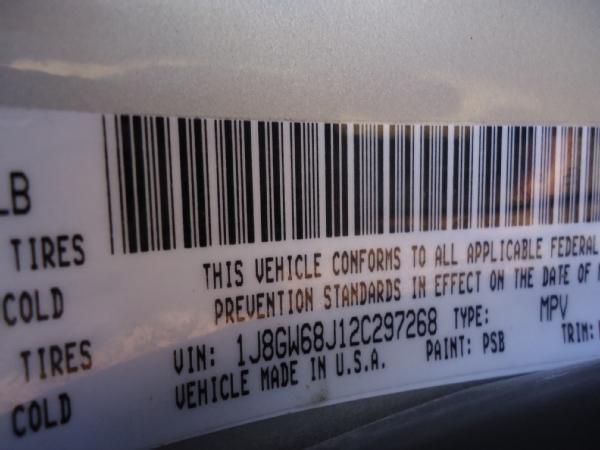 LB
TIRES
COLD
TIRES
COLD
THIS VEHICLE CONFORMS TO ALL APPLICABLE FEDERAL
PREVENTION STANDARDS IN EFFECT ON THE DATE OF
VIN: 1J8GW68J12C297268 TYPE: MPV
VEHICLE MADE IN U.S.A. PAINT: PSB TRIM: